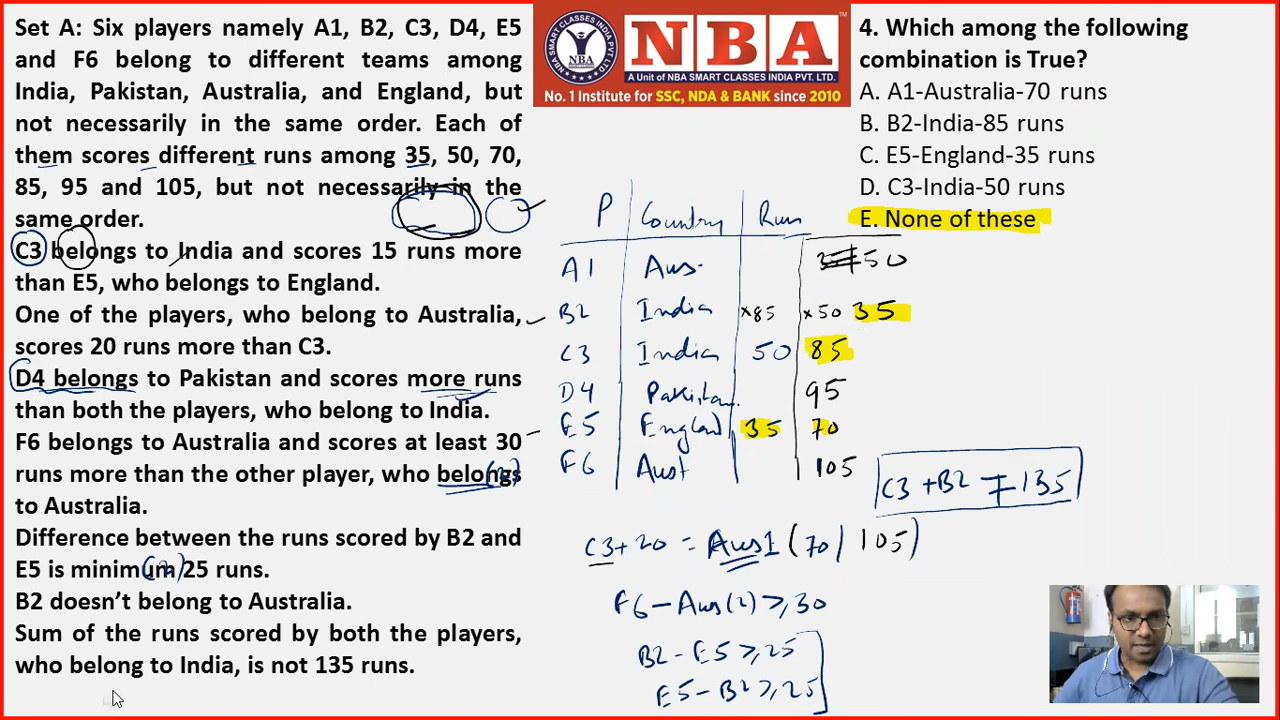 Set A: Six players namely A1, B2, C3, D4, E5
and F6 belong to different teams among
India, Pakistan, Australia, and England, but
not necessarily in the same order. Each of
them scores different runs among 35, 50, 70,
85, 95 and 105, but not necessarily in the
same order.
C3 belongs to India and scores 15 runs more
than E5, who belongs to England.
One of the players, who belong to Australia,
scores 20 runs more than C3.
D4 belongs to Pakistan and scores more runs
than both the players, who belong to India.
F6 belongs to Australia and scores at least 30
runs more than the other player, who belongs
to Australia.
Difference between the runs scored by B2 and
E5 is minimum 25 runs.
B2 doesn't belong to Australia.
Sum of the runs scored by both the players,
who belong to India, is not 135 runs.
NBA
A Unit of NBA SMART CLASSES INDIA PVT. LTD.
No. 1 Institute for SSC, NDA & BANK since 2010
P Country Run
A1 Aus. 50
B2 India x85 x50 35
C3 India 50 85
D4 Pakistan 95
E5 England 35 70
F6 Aust 105
C3 + B2 ≠ 135
C3+20 = Aus1 (70/ 105)
F6 - Aus(2) ≥ 30
B2 - E5 ≥ 25
E5 - B2 ≥ 25
4. Which among the following
combination is True?
A. A1-Australia-70 runs
B. B2-India-85 runs
C. E5-England-35 runs
D. C3-India-50 runs
E. None of these